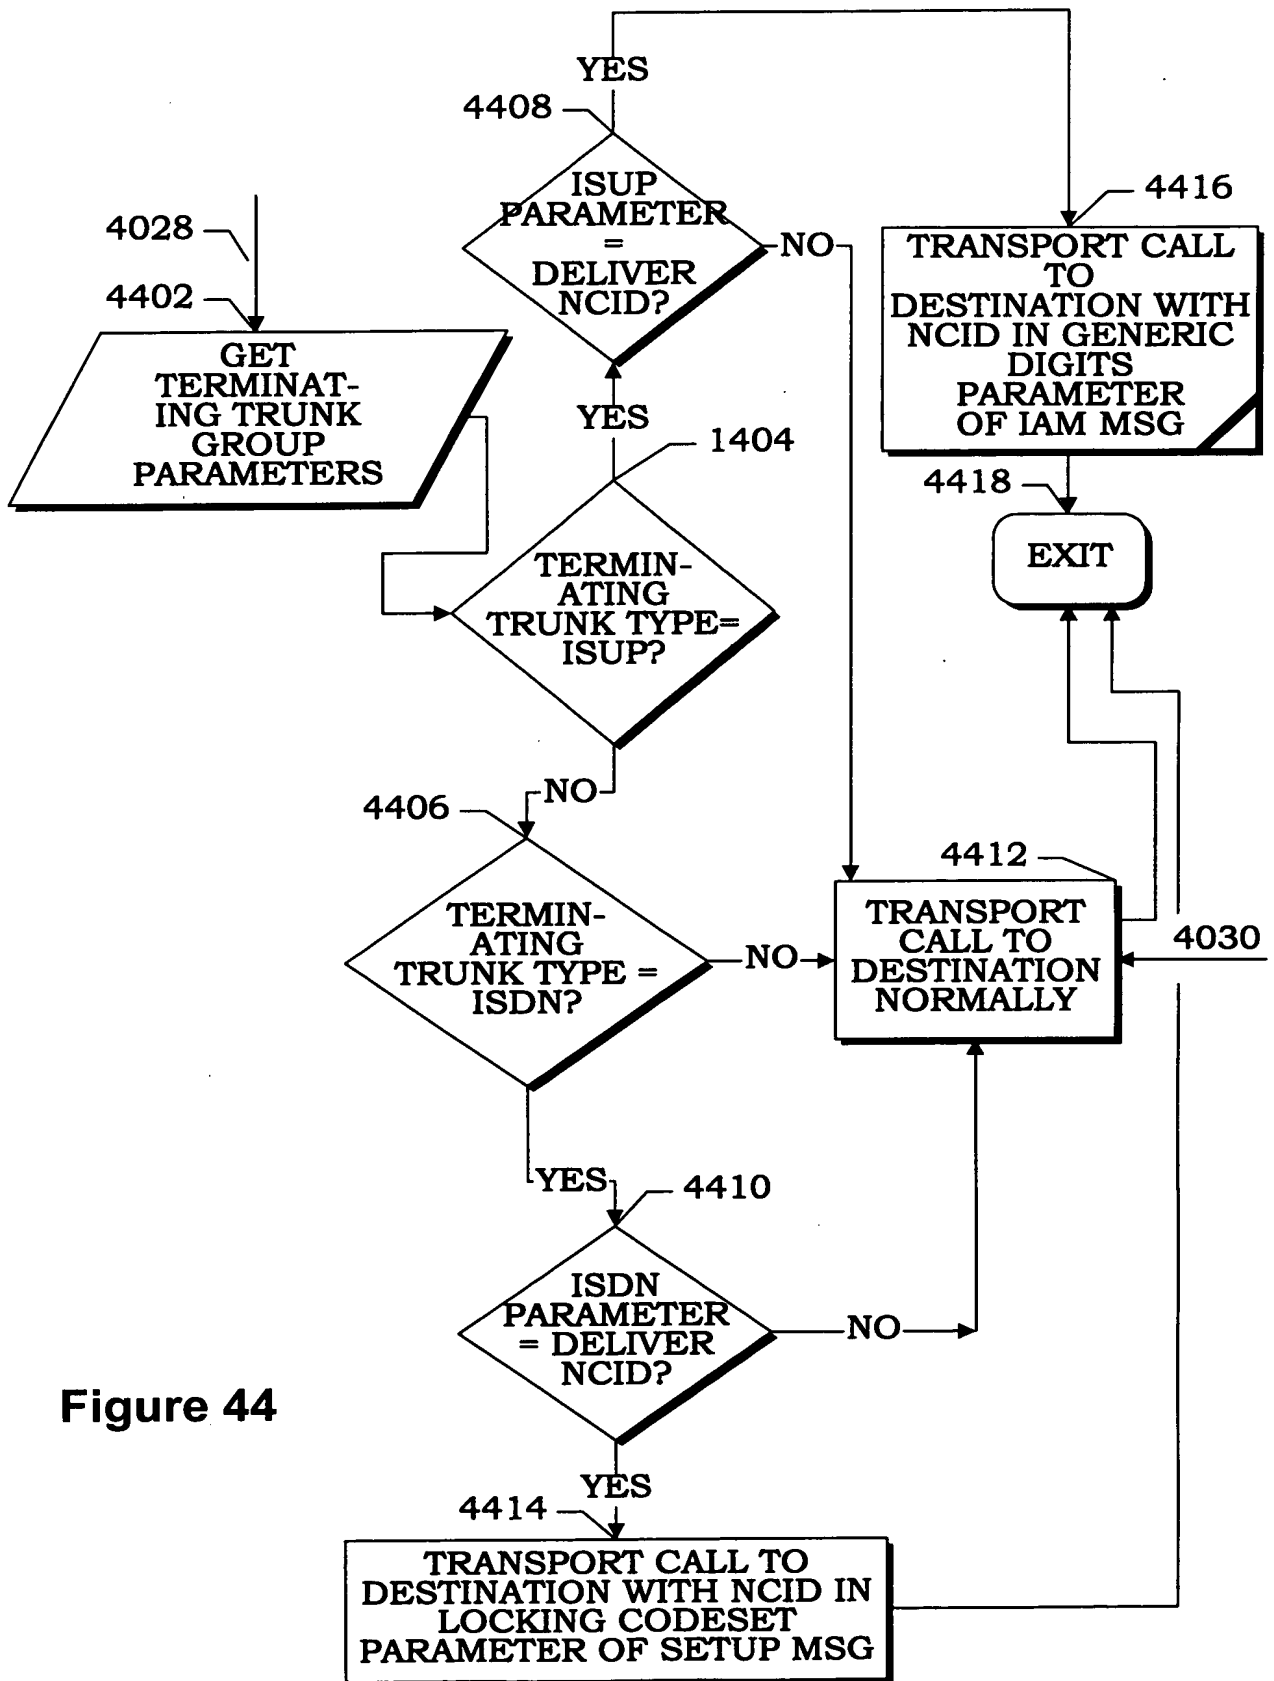 YES
4408
ISUP
PARAMETER
=
DELIVER
NCID?
NO
4416
TRANSPORT CALL
TO
DESTINATION WITH
NCID IN GENERIC
DIGITS
PARAMETER
OF IAM MSG
4028
4402
GET
TERMINAT-
ING TRUNK
GROUP
PARAMETERS
YES
1404
TERMIN-
ATING
TRUNK TYPE=
ISUP?
4418
EXIT
NO
4406
TERMIN-
ATING
TRUNK TYPE =
ISDN?
NO
4412
TRANSPORT
CALL TO
DESTINATION
NORMALLY
4030
YES
4410
ISDN
PARAMETER
= DELIVER
NCID?
NO
Figure 44
YES
4414
TRANSPORT CALL TO
DESTINATION WITH NCID IN
LOCKING CODESET
PARAMETER OF SETUP MSG